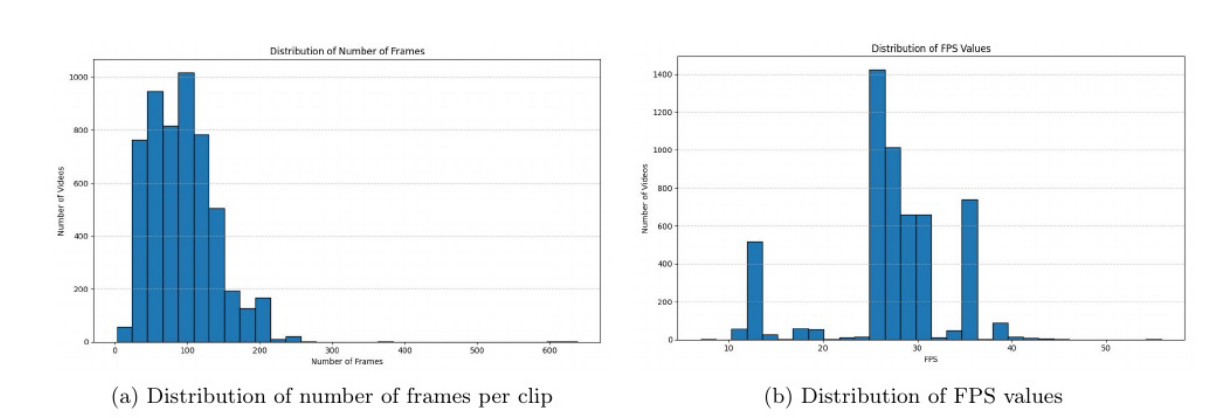 Distribution of Number of Frames
1000
800
600
400
200
0
Number of Videos
0 100 200 300 400 500 600
Number of Frames
(a) Distribution of number of frames per clip
Distribution of FPS Values
1400
1200
1000
800
600
400
200
0
Number of Videos
10 20 30 40 50
FPS
(b) Distribution of FPS values